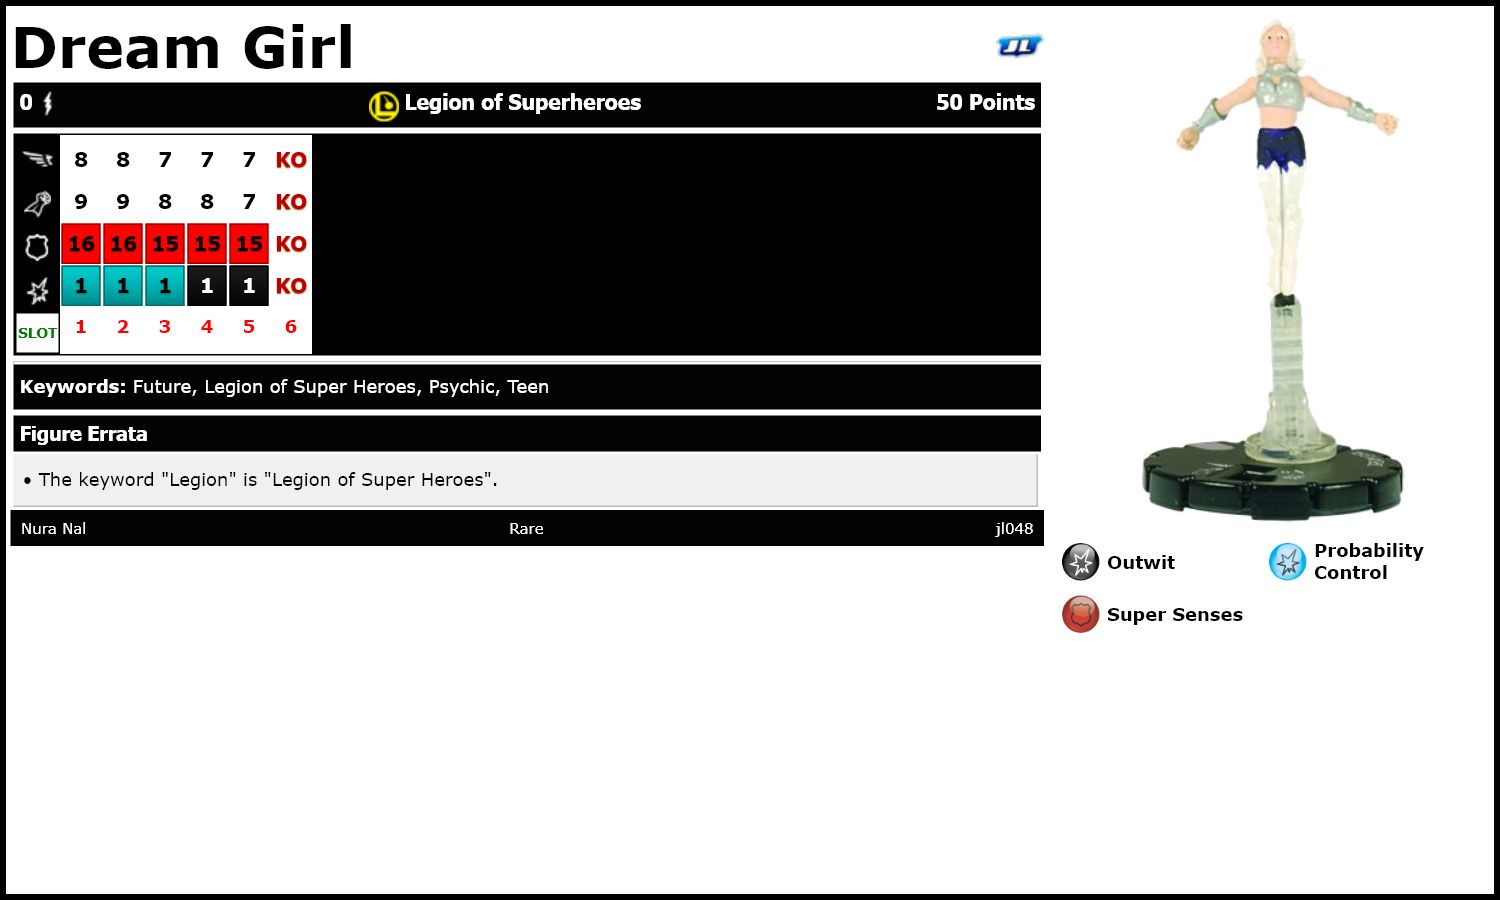 Dream Girl
JL
0 Legion of Superheroes 50 Points
8 8 7 7 7 KO
9 9 8 8 7 KO
16 16 15 15 15 KO
1 1 1 1 1 KO
SLOT 1 2 3 4 5 6
Keywords: Future, Legion of Super Heroes, Psychic, Teen
Figure Errata
• The keyword "Legion" is "Legion of Super Heroes".
Nura Nal Rare jl048
Outwit
Probability
Control
Super Senses